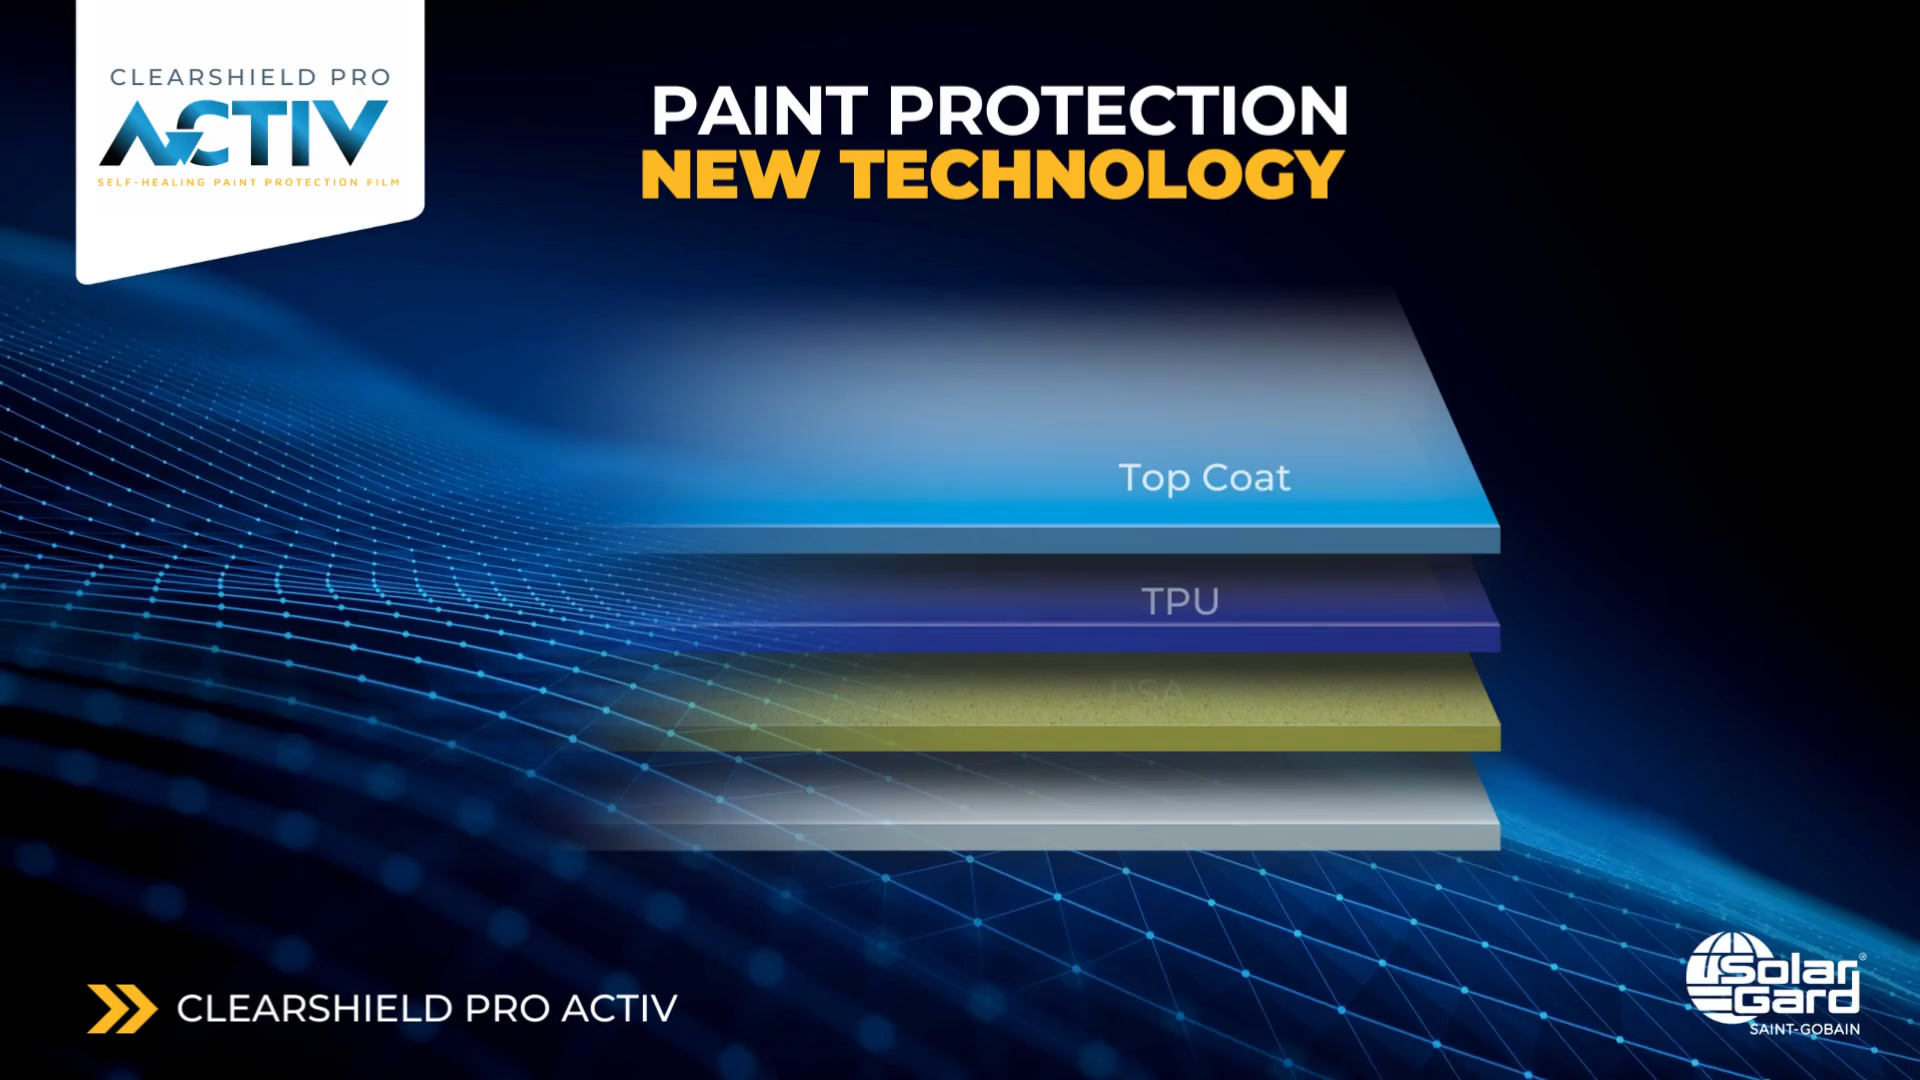 CLEARSHIELD PRO
ACTIV
SELF-HEALING PAINT PROTECTION FILM
PAINT PROTECTION
NEW TECHNOLOGY
Top Coat
TPU
PSA
CLEARSHIELD PRO ACTIV
Solar
Gard®
SAINT-GOBAIN